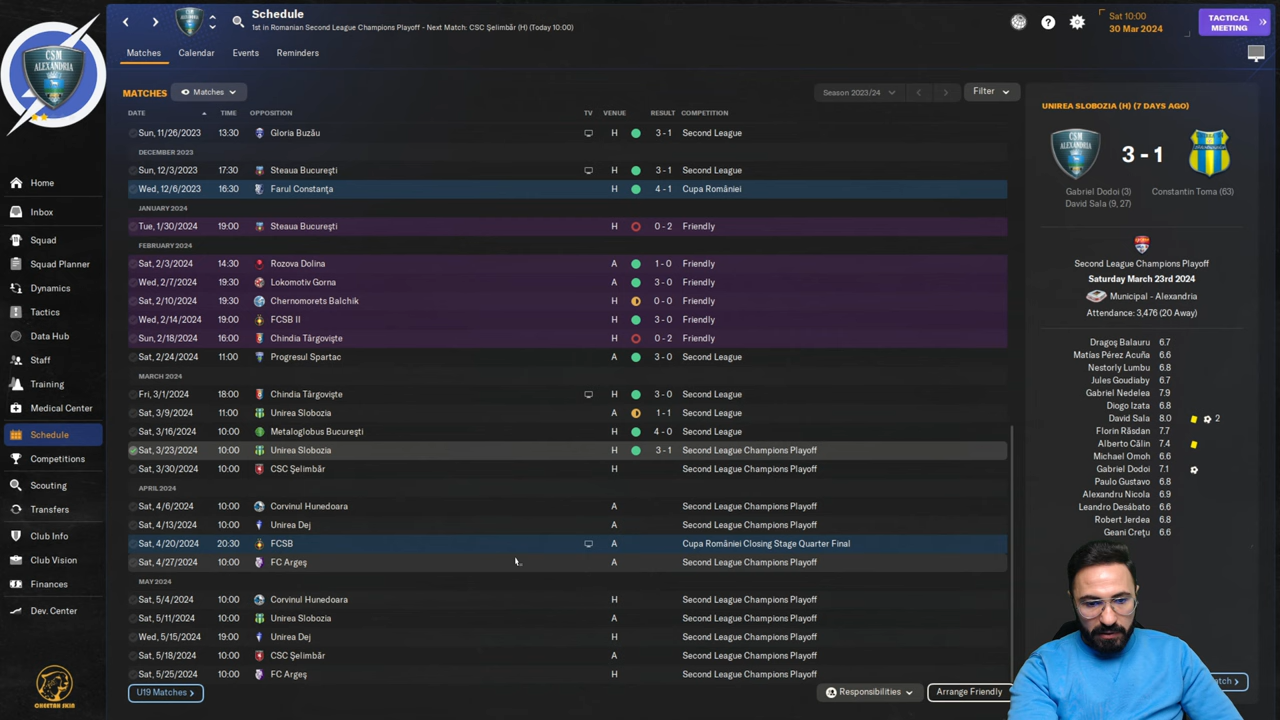 Schedule
1st in Romanian Second League Champions Playoff - Next Match: CSC Şelimbăr (H) (Today 10:00)
Sat 10:00
30 Mar 2024
TACTICAL MEETING
CSM ALEXANDRIA
Matches Calendar Events Reminders
MATCHES Matches Season 2023/24 Filter
DATE TIME OPPOSITION TV VENUE RESULT COMPETITION
Sun, 11/26/2023 13:30 Gloria Buzău H 3 - 1 Second League
DECEMBER 2023
Sun, 12/3/2023 17:30 Steaua Bucureşti H 3 - 1 Second League
Wed, 12/6/2023 16:30 Farul Constanţa H 4 - 1 Cupa României
JANUARY 2024
Tue, 1/30/2024 19:00 Steaua Bucureşti H 0 - 2 Friendly
FEBRUARY 2024
Sat, 2/3/2024 14:30 Rozova Dolina A 1 - 0 Friendly
Wed, 2/7/2024 19:30 Lokomotiv Gorna A 3 - 0 Friendly
Sat, 2/10/2024 19:30 Chernomorets Balchik H 0 - 0 Friendly
Wed, 2/14/2024 19:00 FCSB II H 3 - 0 Friendly
Sun, 2/18/2024 16:00 Chindia Târgovişte H 0 - 2 Friendly
Sat, 2/24/2024 11:00 Progresul Spartac A 3 - 0 Second League
MARCH 2024
Fri, 3/1/2024 18:00 Chindia Târgovişte H 3 - 0 Second League
Sat, 3/9/2024 11:00 Unirea Slobozia A 1 - 1 Second League
Sat, 3/16/2024 10:00 Metaloglobus Bucureşti H 4 - 0 Second League
Sat, 3/23/2024 10:00 Unirea Slobozia H 3 - 1 Second League Champions Playoff
Sat, 3/30/2024 10:00 CSC Şelimbăr H Second League Champions Playoff
APRIL 2024
Sat, 4/6/2024 10:00 Corvinul Hunedoara A Second League Champions Playoff
Sat, 4/13/2024 10:00 Unirea Dej A Second League Champions Playoff
Sat, 4/20/2024 20:30 FCSB A Cupa României Closing Stage Quarter Final
Sat, 4/27/2024 10:00 FC Argeş A Second League Champions Playoff
MAY 2024
Sat, 5/4/2024 10:00 Corvinul Hunedoara H Second League Champions Playoff
Sat, 5/11/2024 10:00 Unirea Slobozia A Second League Champions Playoff
Wed, 5/15/2024 19:00 Unirea Dej H Second League Champions Playoff
Sat, 5/18/2024 10:00 CSC Şelimbăr A Second League Champions Playoff
Sat, 5/25/2024 10:00 FC Argeş H Second League Champions Playoff
U19 Matches Responsibilities Arrange Friendly
Home
Inbox
Squad
Squad Planner
Dynamics
Tactics
Data Hub
Staff
Training
Medical Center
Schedule
Competitions
Scouting
Transfers
Club Info
Club Vision
Finances
Dev. Center
CHEETAH SKIN
UNIREA SLOBOZIA (H) (7 DAYS AGO)
3 - 1
Gabriel Dodoi (3) Constantin Toma (63)
David Sala (9, 27)
Second League Champions Playoff
Saturday March 23rd 2024
Municipal - Alexandria
Attendance: 3,476 (20 Away)
Dragoş Balauru 6.7
Matías Pérez Acuña 6.6
Nestorly Lumbu 6.8
Jules Goudiaby 6.7
Gabriel Nedelea 7.9
Diogo Izata 6.8
David Sala 8.0 2
Florin Răsdan 7.7
Alberto Călin 7.4
Michael Omoh 6.6
Gabriel Dodoi 7.1
Paulo Gustavo 6.8
Alexandru Nicola 6.9
Leandro Desábato 6.6
Robert Jerdea 6.8
Geani Creţu 6.6